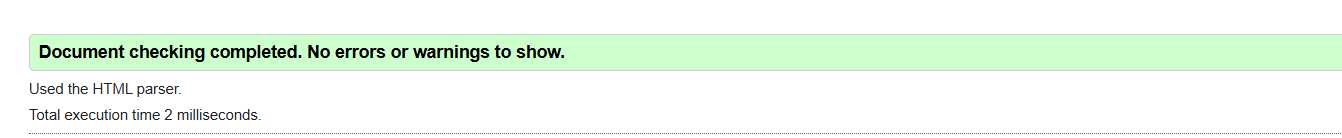 Document checking completed. No errors or warnings to show.
Used the HTML parser.
Total execution time 2 milliseconds.